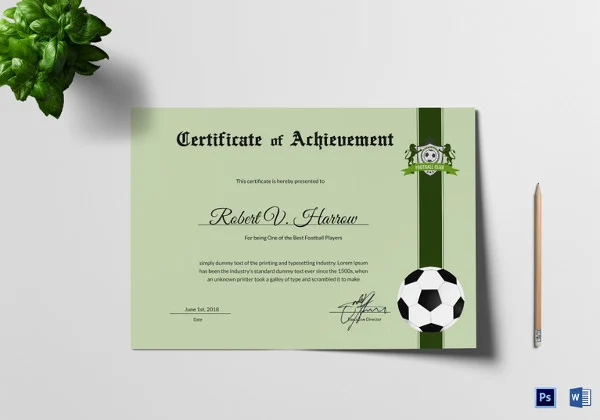 Certificate of Achievement
FOOTBALL CLUB
This certificate is hereby presented to
Robert V. Harrow
For being One of the Best Football Players
simply dummy text of the printing and typesetting industry. Lorem Ipsum
has been the industry's standard dummy text ever since the 1500s, when
an unknown printer took a galley of type and scrambled it to make
June 1st, 2018
Date
Director
Ps
W